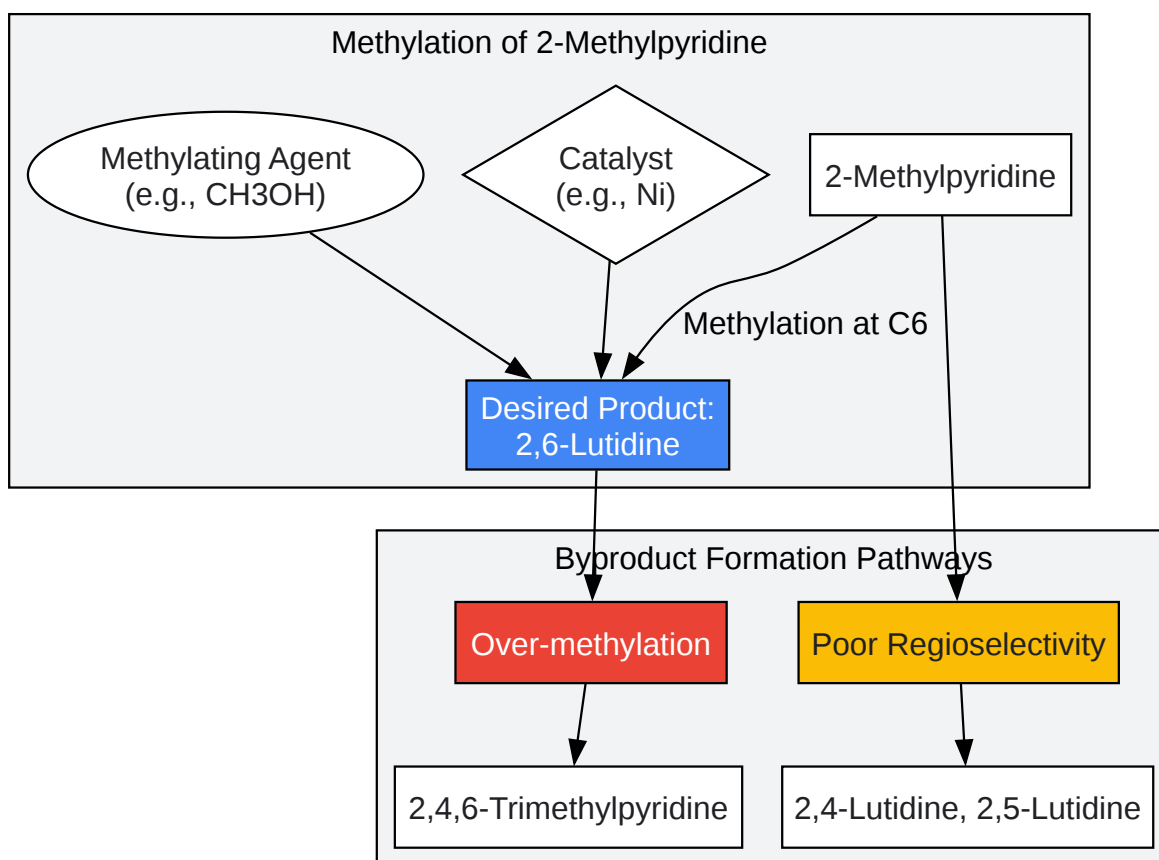 Methylation of 2-Methylpyridine
Methylating Agent
(e.g., CH3OH)
Catalyst
(e.g., Ni)
2-Methylpyridine
Methylation at C6
Desired Product:
2,6-Lutidine
Byproduct Formation Pathways
Over-methylation
Poor Regioselectivity
2,4,6-Trimethylpyridine
2,4-Lutidine, 2,5-Lutidine